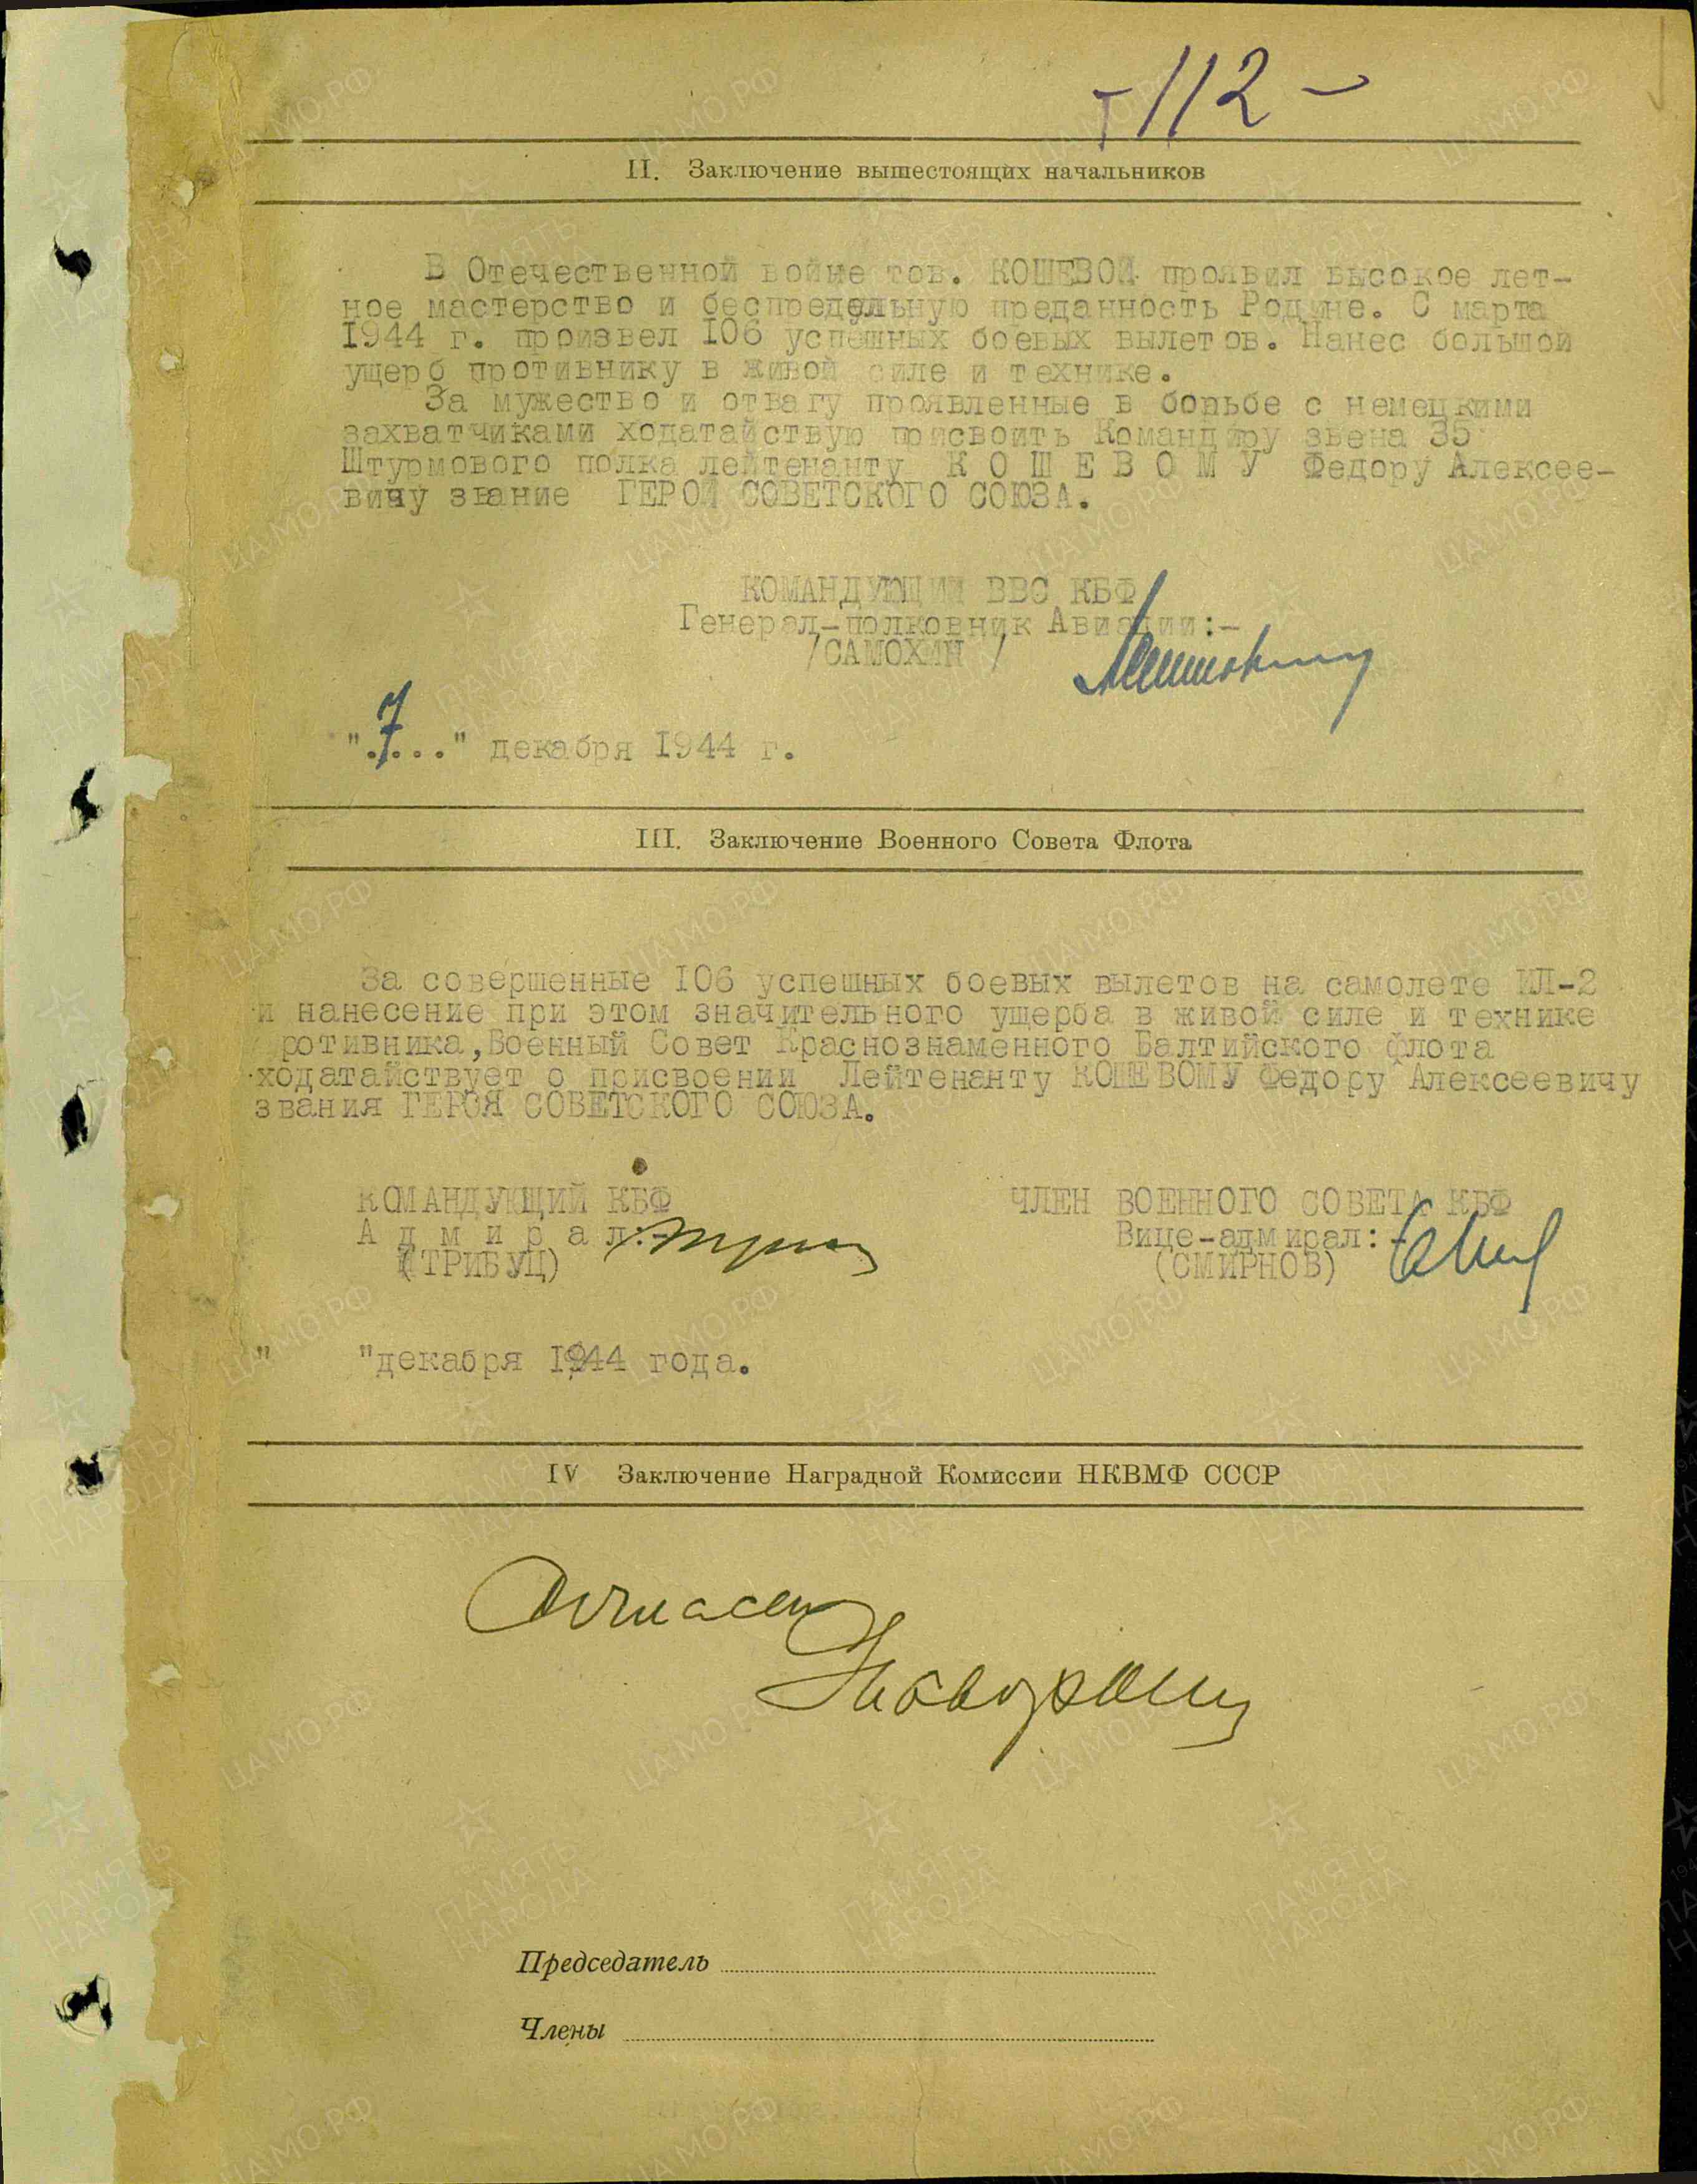 -112-
II. Заключение вышестоящих начальников
В Отечественной войне тов. КОШЕВОЙ проявил высокое лет-
ное мастерство и беспредельную преданность Родине. С марта
1944 г. произвел 106 успешных боевых вылетов. Нанес большой
ущерб противнику в живой силе и технике.
За мужество и отвагу проявленные в борьбе с немецкими
захватчиками ходатайствую присвоить Командиру звена 35
Штурмового полка лейтенанту К О Ш Е В О М У Федору Алексее-
вичу звание ГЕРОЙ СОВЕТСКОГО СОЮЗА.
КОМАНДУЮЩИЙ ВВС КБФ
Генерал-полковник Авиации:-
/САМОХИН /
".7..." декабря 1944 г.
III. Заключение Военного Совета Флота
За совершенные 106 успешных боевых вылетов на самолете ИЛ-2
и нанесение при этом значительного ущерба в живой силе и технике
ротивника,Военный Совет Краснознаменного Балтийского флота
ходатайствует о присвоении Лейтенанту КОШЕВОМУ Федору Алексеевичу
звания ГЕРОЯ СОВЕТСКОГО СОЮЗА.
КОМАНДУЮЩИЙ КБФ
А д м и р а л:-
(ТРИБУЦ)
ЧЛЕН ВОЕННОГО СОВЕТА КБФ
Вице-адмирал:-
(СМИРНОВ)
" "декабря 1944 года.
IV Заключение Наградной Комиссии НКВМФ СССР
Согласен
Председатель
Члены
ЦАМО.РФ
ПАМЯТЬ
НАРОДА